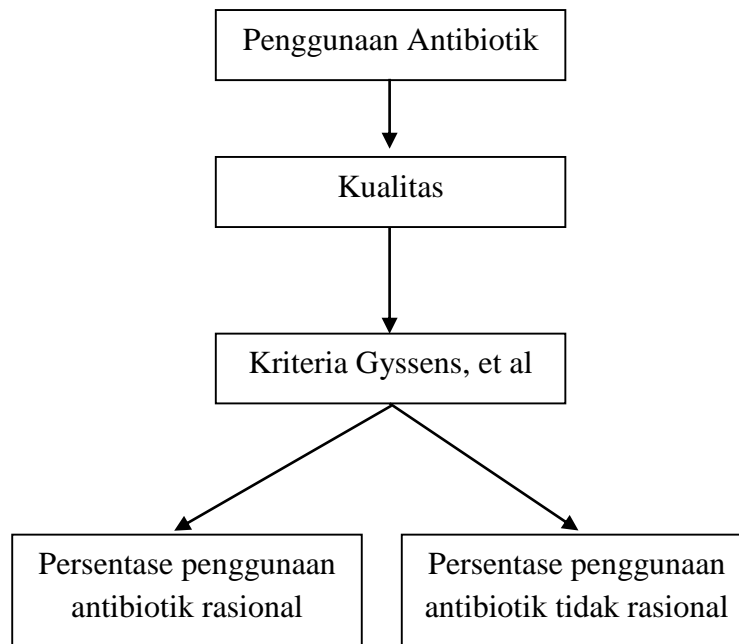 Penggunaan Antibiotik
Kualitas
Kriteria Gyssens, et al
Persentase penggunaan
antibiotik rasional
Persentase penggunaan
antibiotik tidak rasional